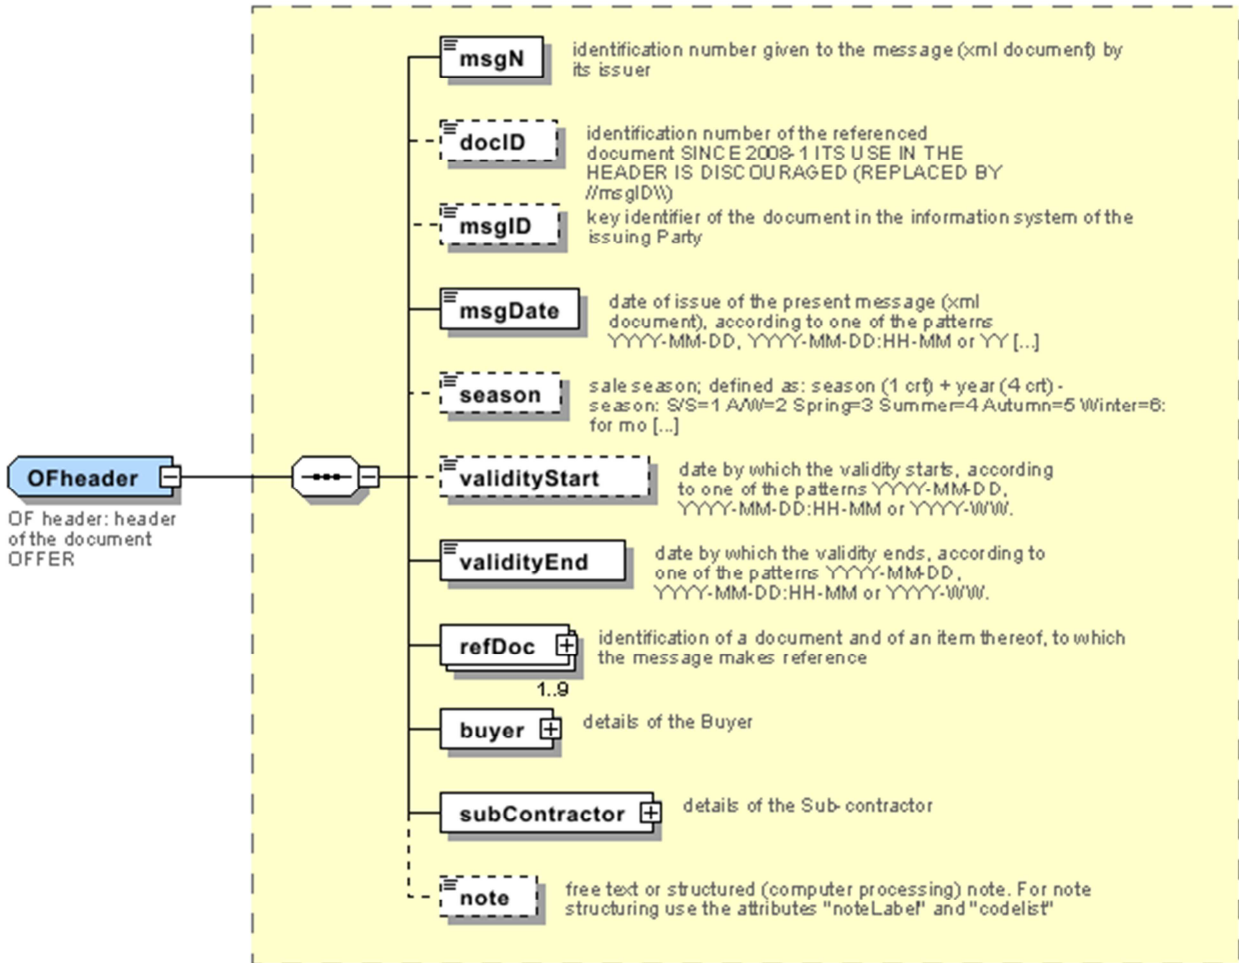 msgN
identification number given to the message (xml document) by
its issuer
docID
identification number of the referenced
document SINCE 2008-1 ITS USE IN THE
HEADER IS DISCOURAGED (REPLACED BY
//msgID\\)
msgID
key identifier of the document in the information system of the
issuing Party
msgDate
date of issue of the present message (xml
document), according to one of the patterns
YYYY-MM-DD, YYYY-MM-DD:HH-MM or YY [...]
season
sale season; defined as: season (1 crt) + year (4 crt) -
season: S/S=1 A/W=2 Spring=3 Summer=4 Autumn=5 Winter=6:
for mo [...]
OFheader
OF header: header
of the document
OFFER
validityStart
date by which the validity starts, according
to one of the patterns YYYY-MM-DD,
YYYY-MM-DD:HH-MM or YYYY-WW.
validityEnd
date by which the validity ends, according to
one of the patterns YYYY-MM-DD,
YYYY-MM-DD:HH-MM or YYYY-WW.
refDoc
1..9
identification of a document and of an item thereof, to which
the message makes reference
buyer
details of the Buyer
subContractor
details of the Sub-contractor
note
free text or structured (computer processing) note. For note
structuring use the attributes "noteLabel" and "codelist"